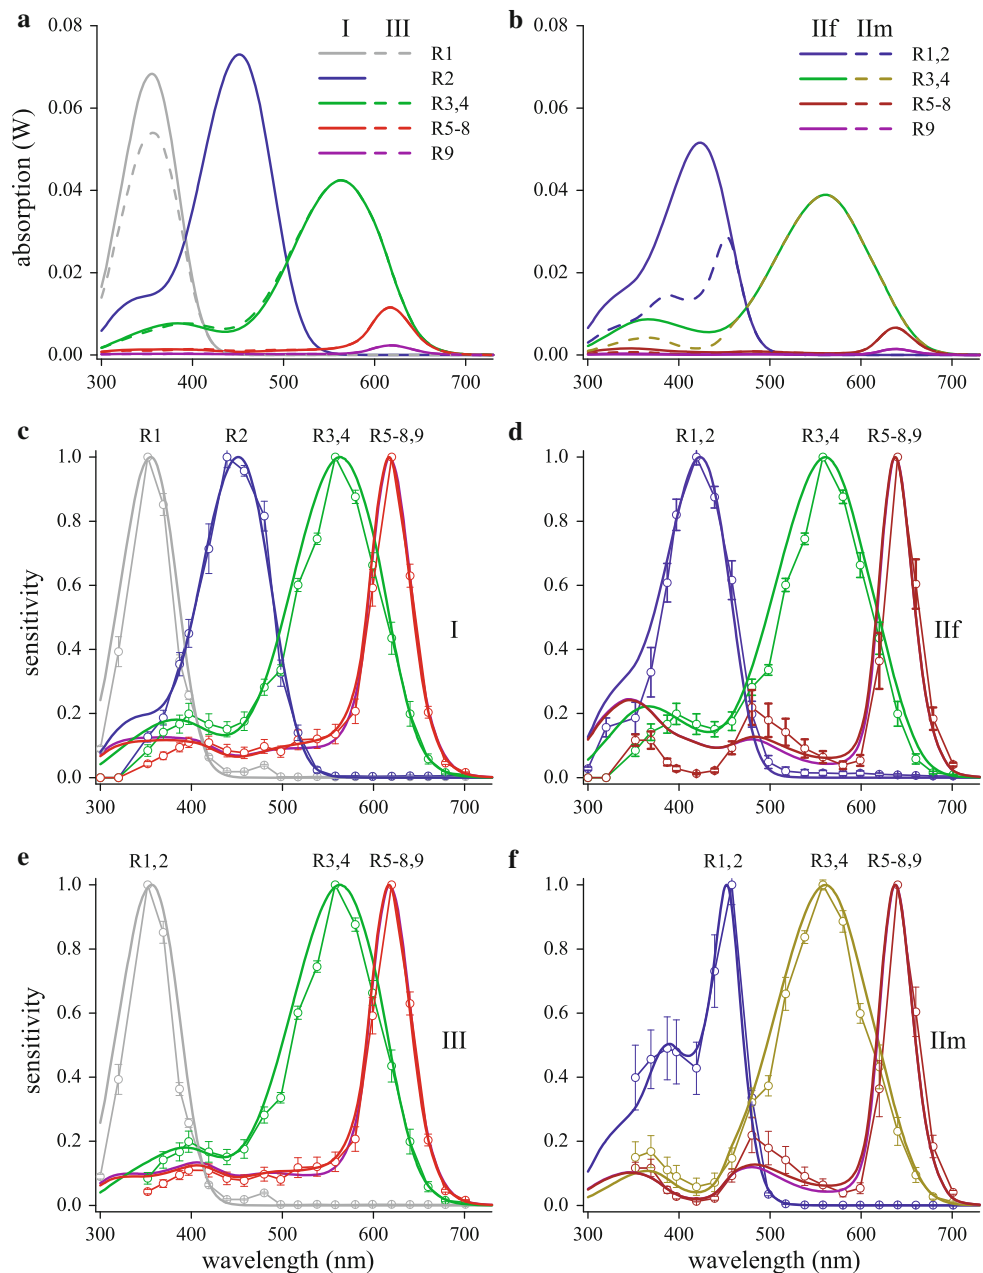 a
I III
R1
R2
R3,4
R5-8
R9
0.08
0.06
0.04
0.02
0.00
absorption (W)
300 400 500 600 700
b
IIf IIm
R1,2
R3,4
R5-8
R9
0.08
0.06
0.04
0.02
0.00
300 400 500 600 700
c
R1 R2 R3,4 R5-8,9
1.0
0.8
0.6
0.4
0.2
0.0
sensitivity
I
300 400 500 600 700
d
R1,2 R3,4 R5-8,9
1.0
0.8
0.6
0.4
0.2
0.0
IIf
300 400 500 600 700
e
R1,2 R3,4 R5-8,9
1.0
0.8
0.6
0.4
0.2
0.0
sensitivity
III
300 400 500 600 700
wavelength (nm)
f
R1,2 R3,4 R5-8,9
1.0
0.8
0.6
0.4
0.2
0.0
IIm
300 400 500 600 700
wavelength (nm)